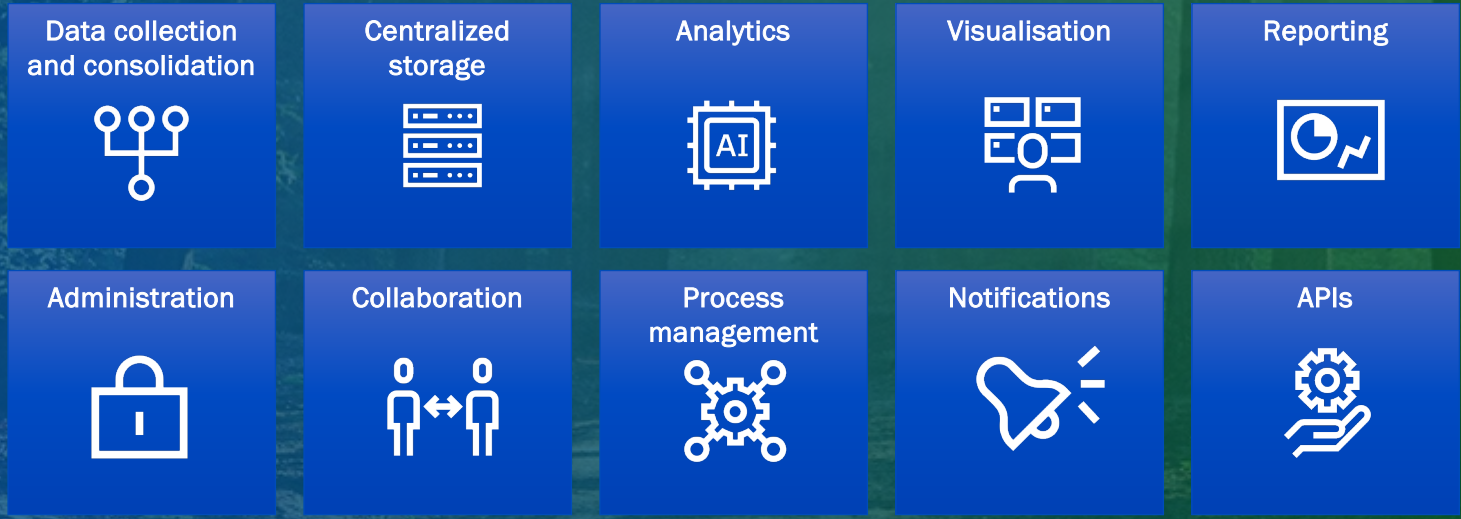 Data collection
and consolidation
Centralized
storage
Analytics
AI
Visualisation
Reporting
Administration
Collaboration
Process
management
Notifications
APIs